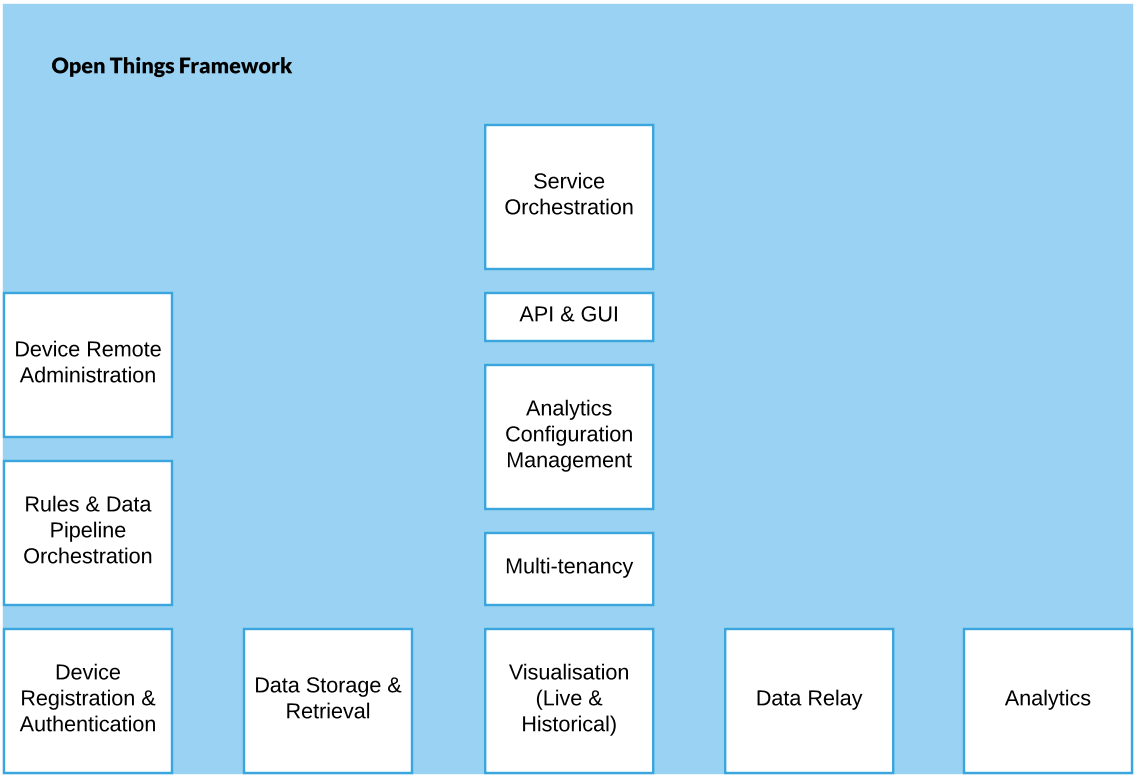 Open Things Framework
Service
Orchestration
API & GUI
Device Remote
Administration
Analytics
Configuration
Management
Rules & Data
Pipeline
Orchestration
Multi-tenancy
Device
Registration &
Authentication
Data Storage &
Retrieval
Visualisation
(Live &
Historical)
Data Relay
Analytics